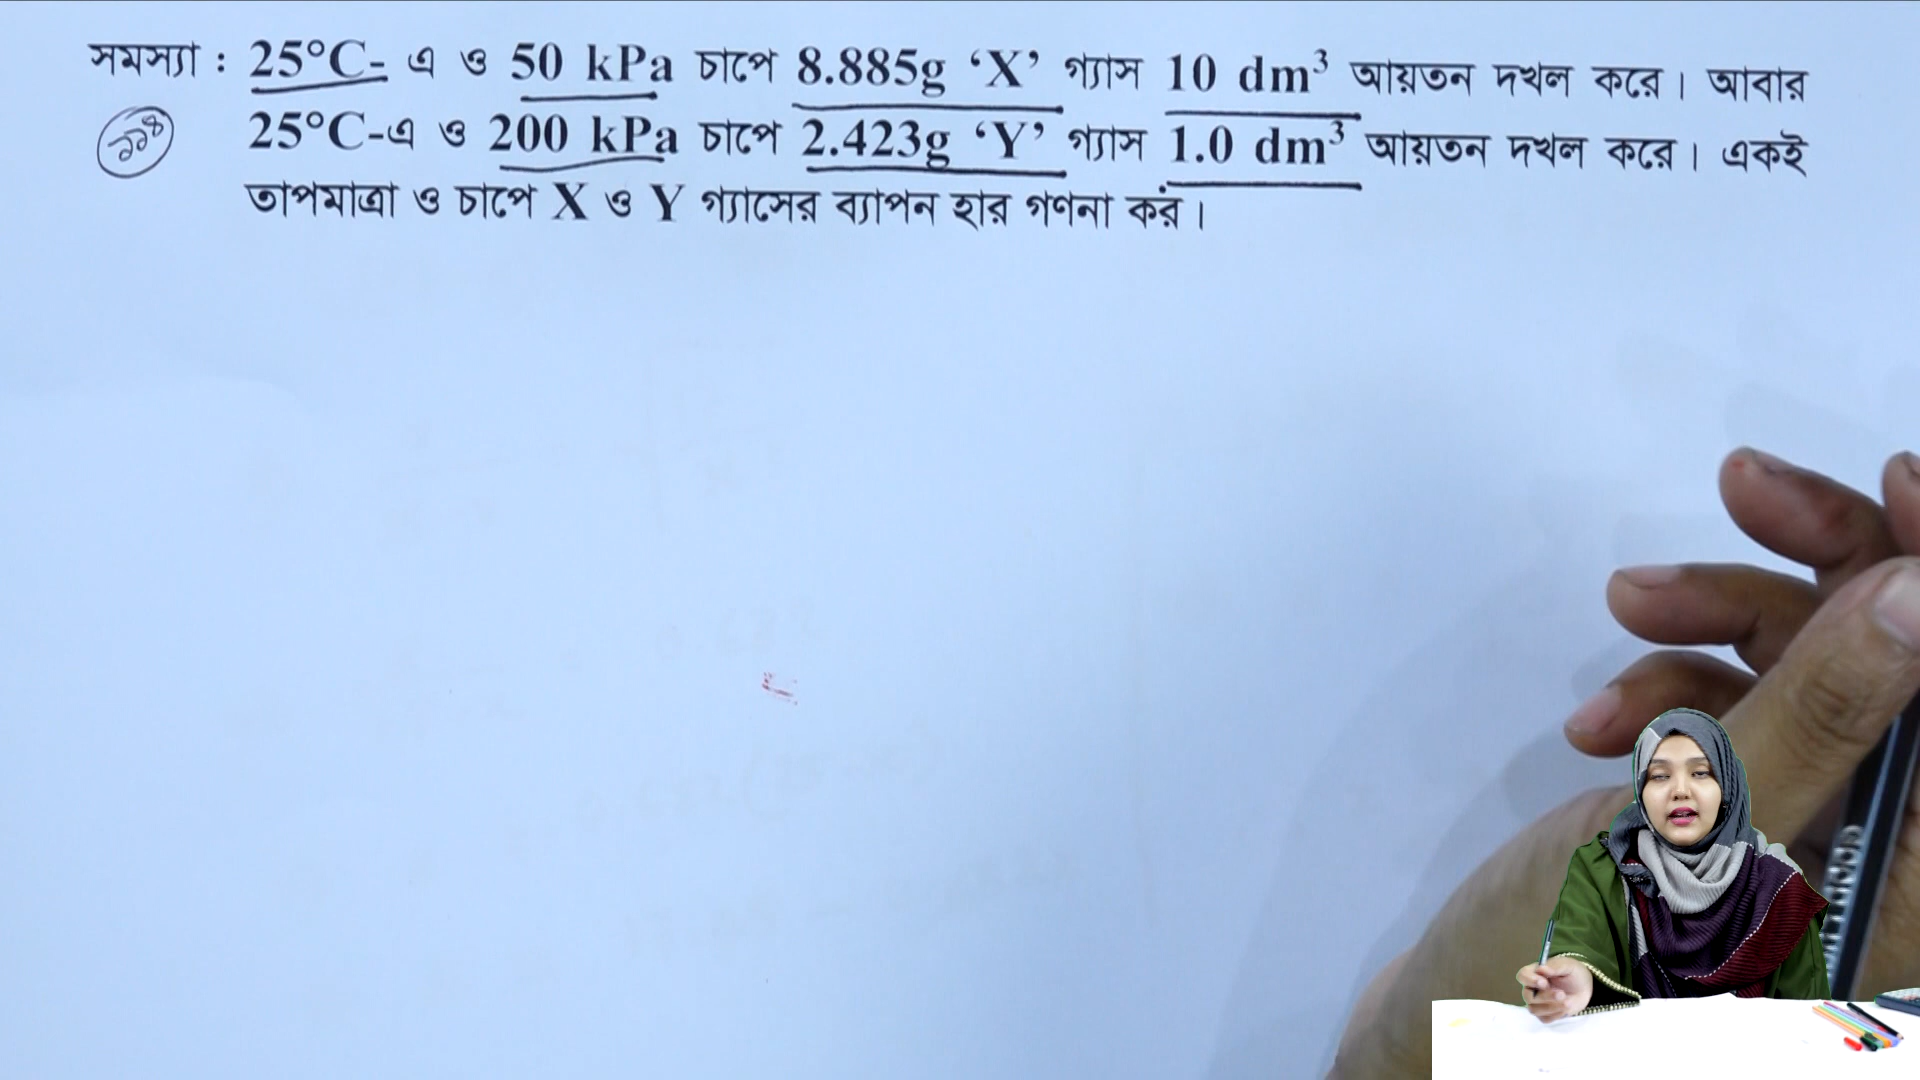 সমস্যা : 25°C- এ ও 50 kPa চাপে 8.885g ‘X’ গ্যাস 10 dm³ আয়তন দখল করে। আবার
25°C-এ ও 200 kPa চাপে 2.423g ‘Y’ গ্যাস 1.0 dm³ আয়তন দখল করে। একই
তাপমাত্রা ও চাপে X ও Y গ্যাসের ব্যাপন হার গণনা কর।